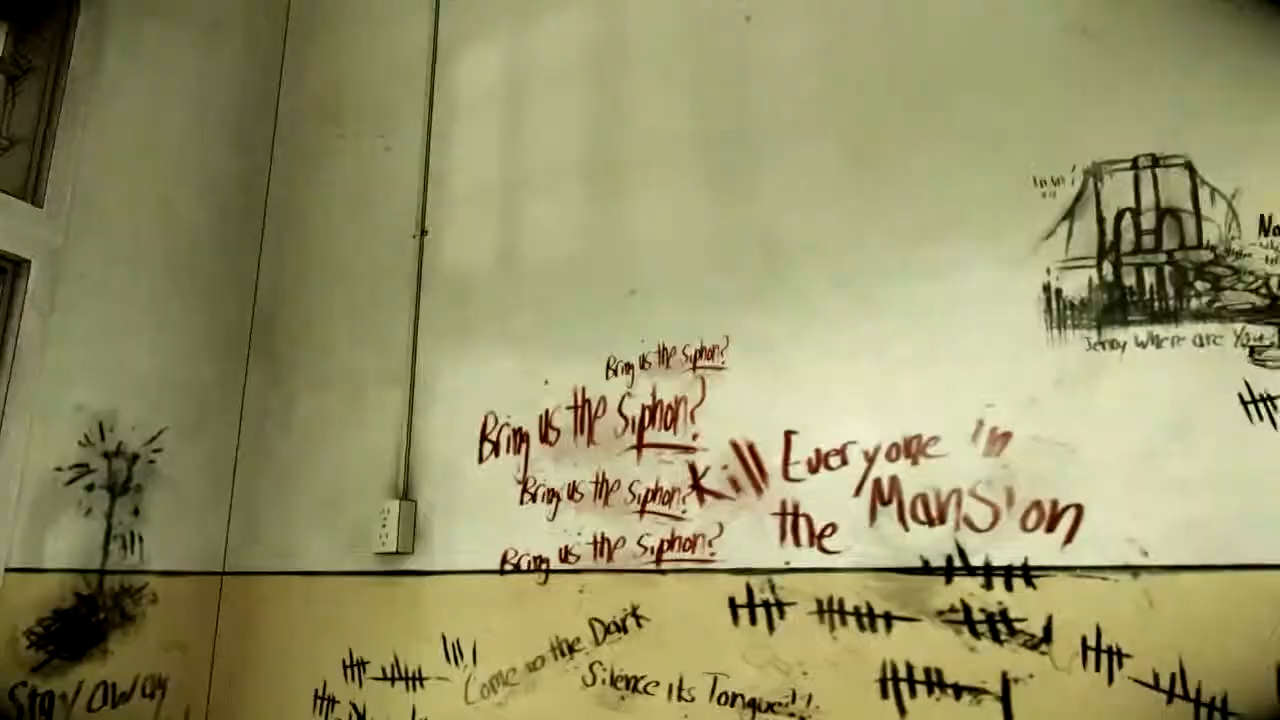 Bring us the Siphon?
Bring us the Siphon?
Bring us the Siphon?
Bring us the Siphon?
Kill Everyone in
the Mansion
Jenny Where are You
No
Come to the Dark
Silence Its Tongue!!
Stay away